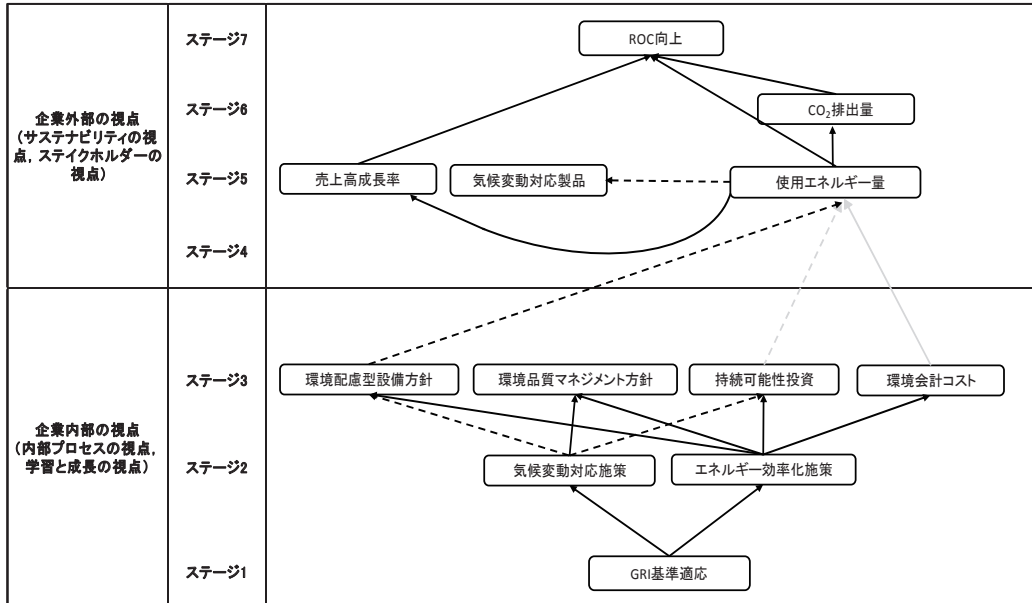 ステージ7
ROC向上
ステージ6
CO₂排出量
企業外部の視点
（サステナビリティの視
点，ステイクホルダーの
視点）
ステージ5
売上高成長率
気候変動対応製品
使用エネルギー量
ステージ4
ステージ3
環境配慮型設備方針
環境品質マネジメント方針
持続可能性投資
環境会計コスト
企業内部の視点
（内部プロセスの視点，
学習と成長の視点）
ステージ2
気候変動対応施策
エネルギー効率化施策
ステージ1
GRI基準適応